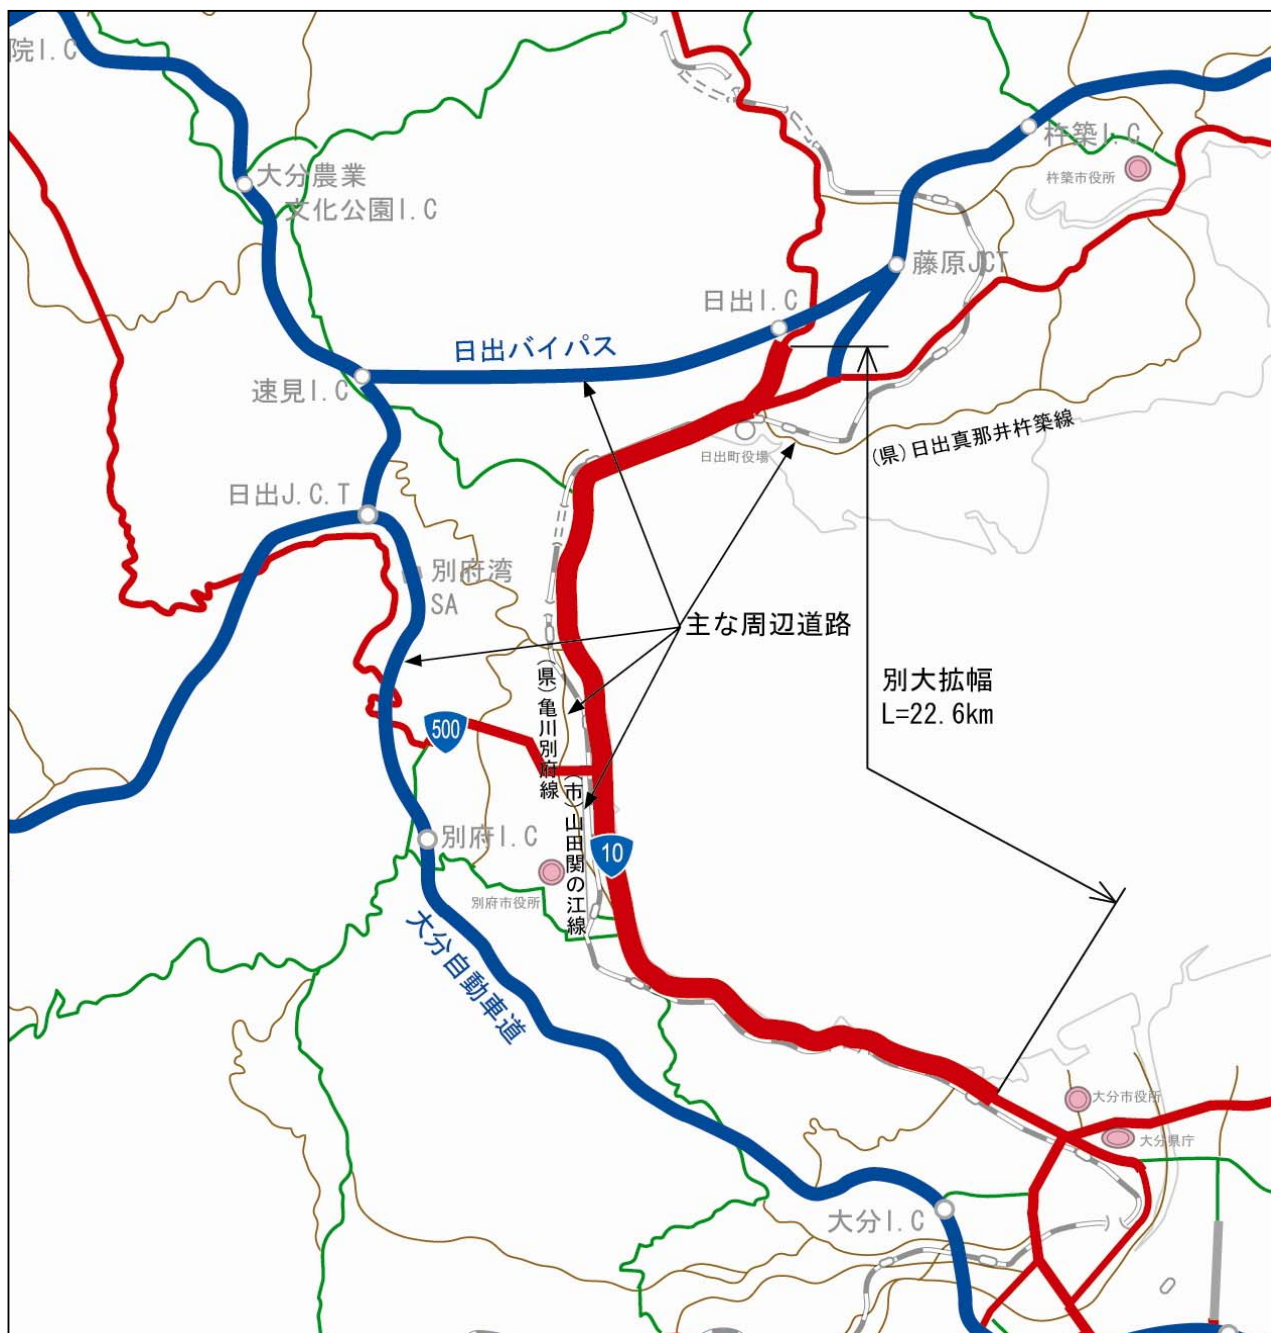 院I.C
杵築I.C
杵築市役所
大分農業
文化公園I.C
藤原JCT
日出I.C
日出バイパス
速見I.C
(県)日出真那井杵築線
日出町役場
日出J.C.T
別府湾
SA
主な周辺道路
(県)亀川別府線
別大拡幅
L=22.6km
500
(市)山田関の江線
別府I.C
10
別府市役所
大分自動車道
大分市役所
大分県庁
大分I.C